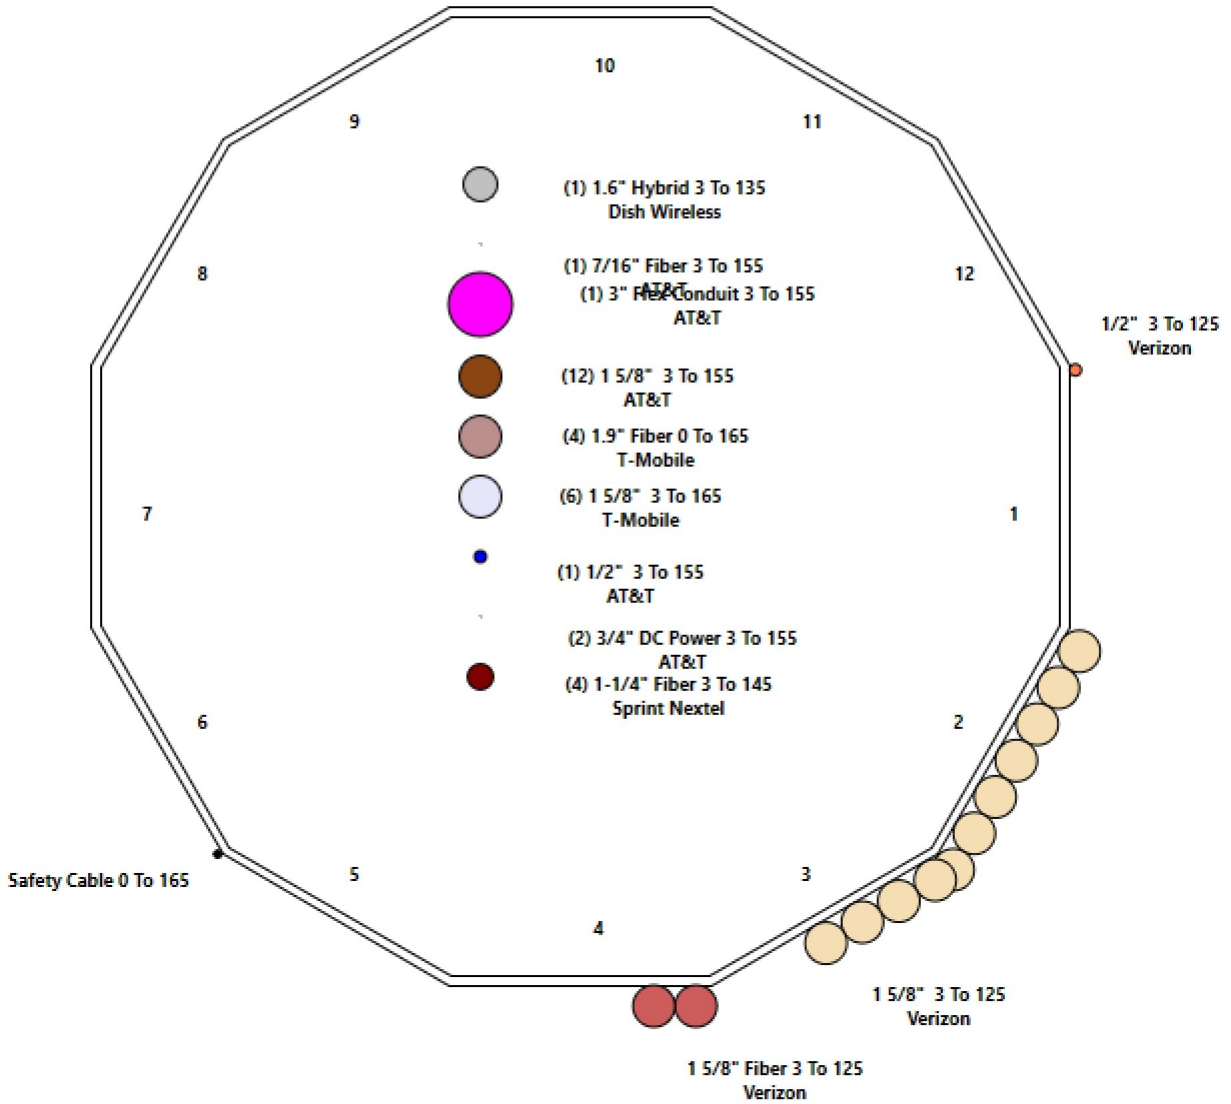 10
9
11
(1) 1.6" Hybrid 3 To 135
Dish Wireless
8
12
(1) 7/16" Fiber 3 To 155
AT&T
(1) 3" Flex Conduit 3 To 155
AT&T
1/2" 3 To 125
Verizon
(12) 1 5/8" 3 To 155
AT&T
(4) 1.9" Fiber 0 To 165
T-Mobile
(6) 1 5/8" 3 To 165
T-Mobile
7
1
(1) 1/2" 3 To 155
AT&T
(2) 3/4" DC Power 3 To 155
AT&T
(4) 1-1/4" Fiber 3 To 145
Sprint Nextel
6
2
Safety Cable 0 To 165
5
3
4
1 5/8" 3 To 125
Verizon
1 5/8" Fiber 3 To 125
Verizon